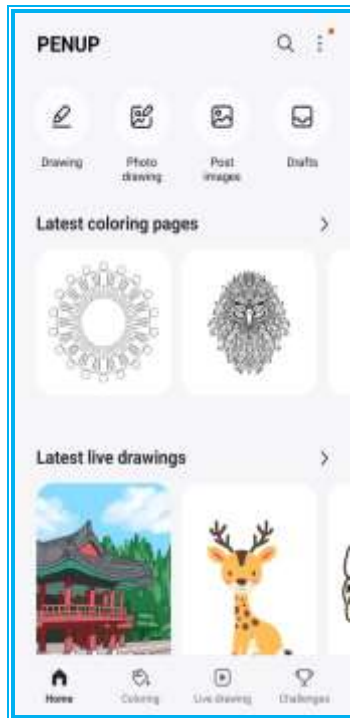 PENUP
Drawing
Photo
drawing
Post
images
Drafts
Latest coloring pages
Latest live drawings
Home
Coloring
Live drawing
Challenges